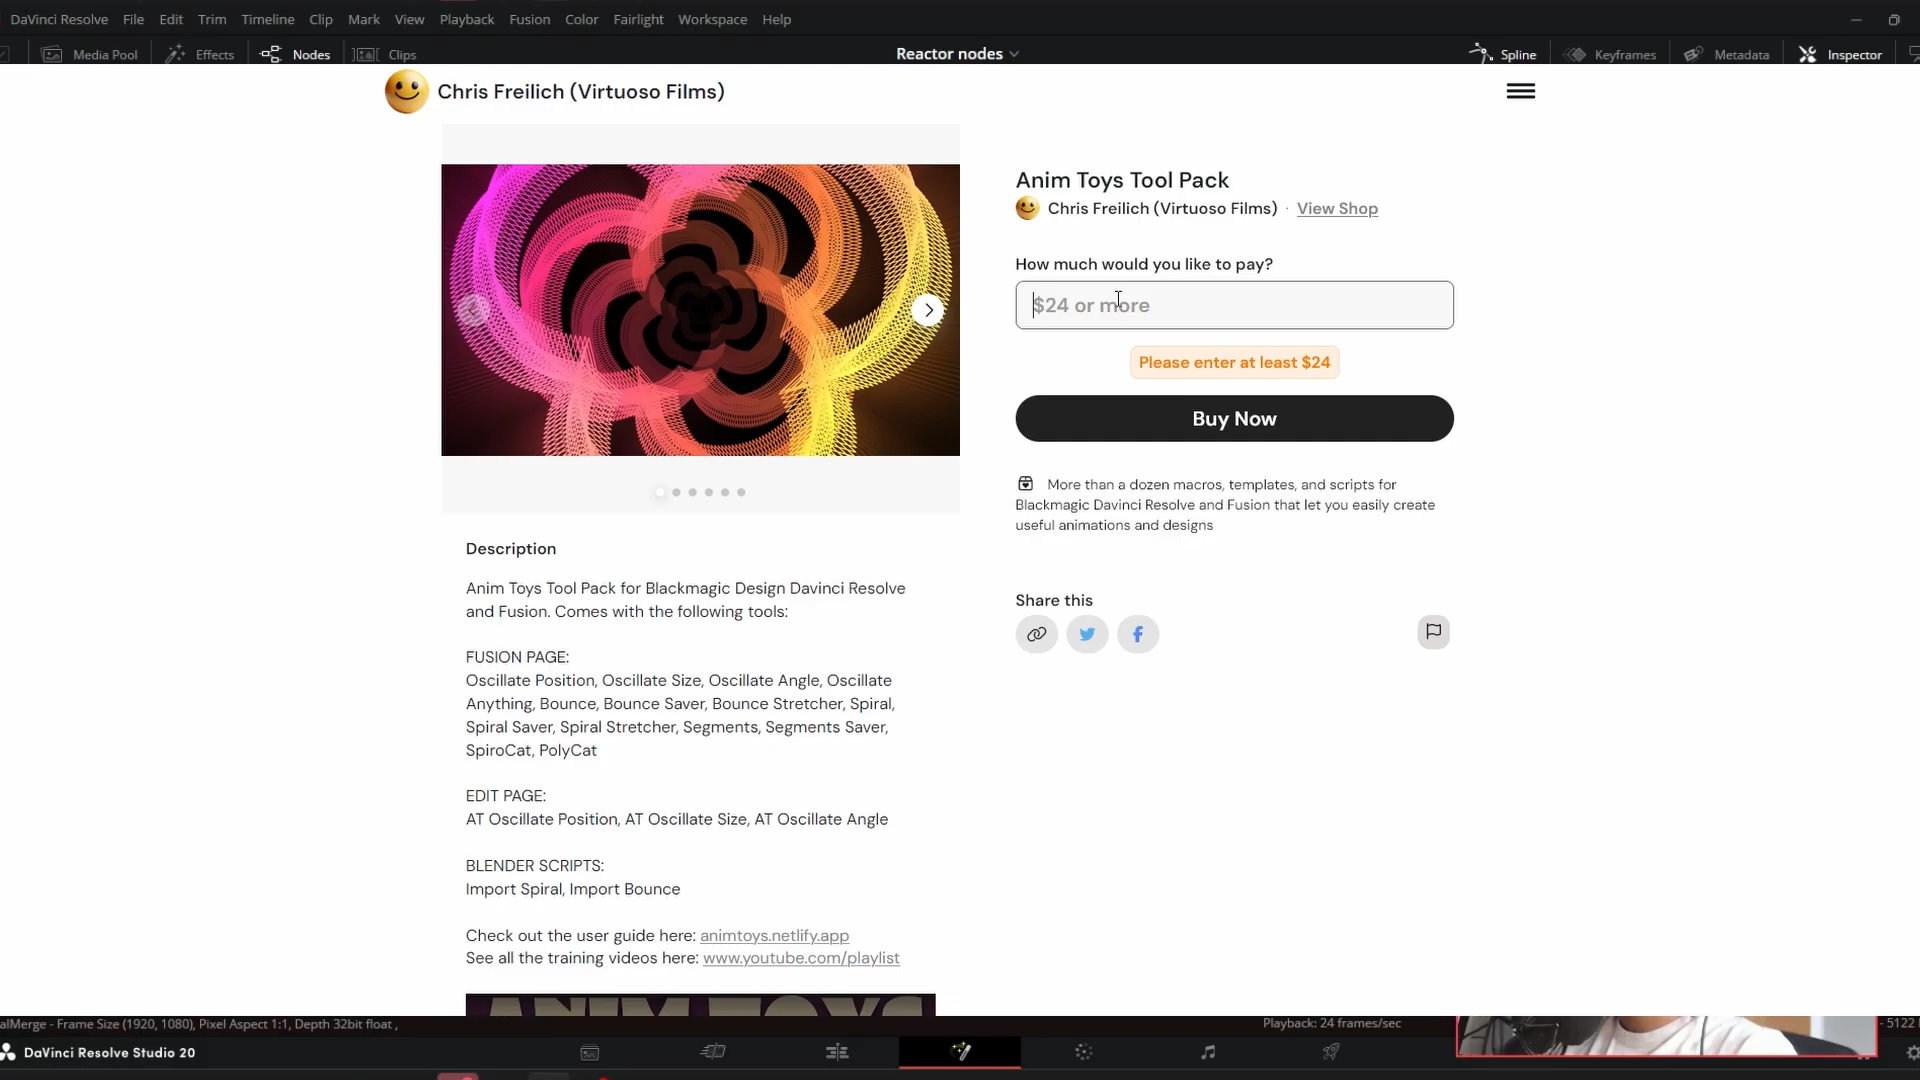 DaVinci Resolve File Edit Trim Timeline Clip Mark View Playback Fusion Color Fairlight Workspace Help
Media Pool Effects Nodes Clips Reactor nodes Spline Keyframes Metadata Inspector
Chris Freilich (Virtuoso Films)
Anim Toys Tool Pack
Chris Freilich (Virtuoso Films) · View Shop
How much would you like to pay?
$24 or more
Please enter at least $24
Buy Now
More than a dozen macros, templates, and scripts for
Blackmagic Davinci Resolve and Fusion that let you easily create
useful animations and designs
Share this
Description
Anim Toys Tool Pack for Blackmagic Design Davinci Resolve
and Fusion. Comes with the following tools:
FUSION PAGE:
Oscillate Position, Oscillate Size, Oscillate Angle, Oscillate
Anything, Bounce, Bounce Saver, Bounce Stretcher, Spiral,
Spiral Saver, Spiral Stretcher, Segments, Segments Saver,
SpiroCat, PolyCat
EDIT PAGE:
AT Oscillate Position, AT Oscillate Size, AT Oscillate Angle
BLENDER SCRIPTS:
Import Spiral, Import Bounce
Check out the user guide here: animtoys.netlify.app
See all the training videos here: www.youtube.com/playlist
ANIM TOYS
alMerge - Frame Size (1920, 1080), Pixel Aspect 1:1, Depth 32bit float , Playback: 24 frames/sec - 5122
DaVinci Resolve Studio 20